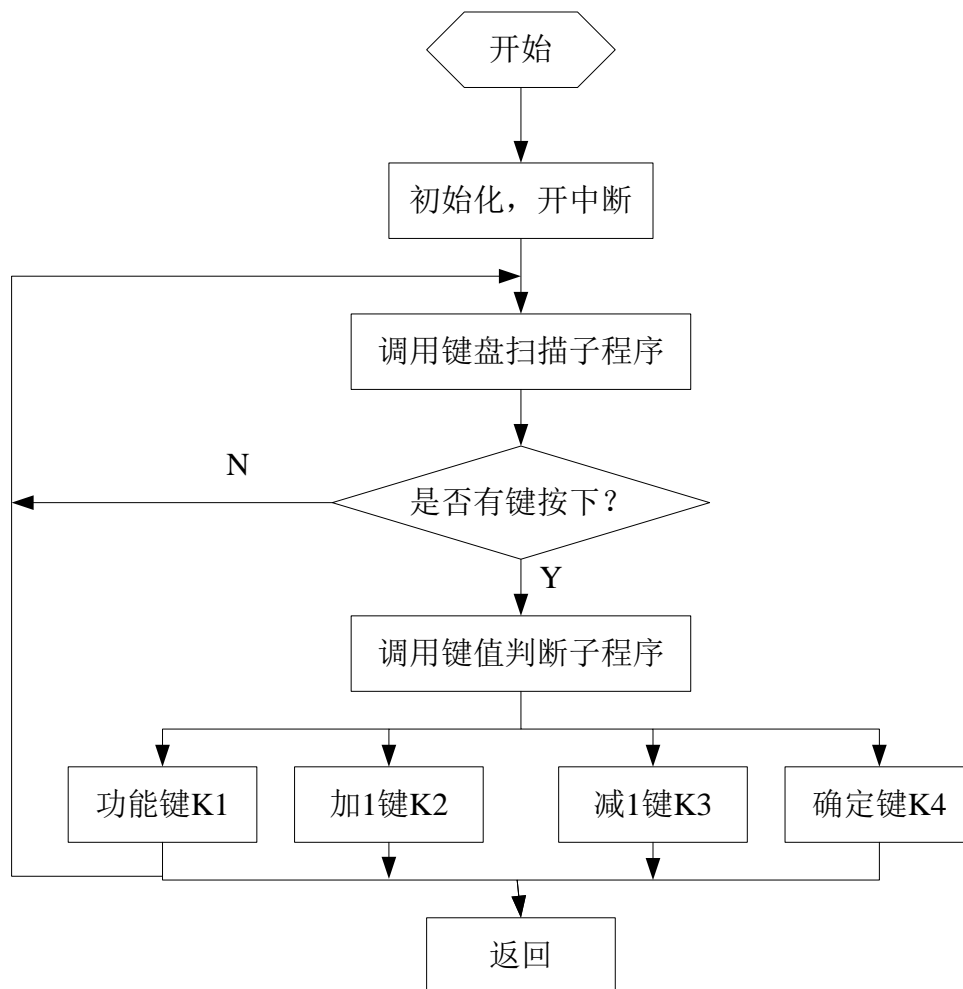 开始
初始化，开中断
调用键盘扫描子程序
N
是否有键按下？
Y
调用键值判断子程序
功能键K1
加1键K2
减1键K3
确定键K4
返回